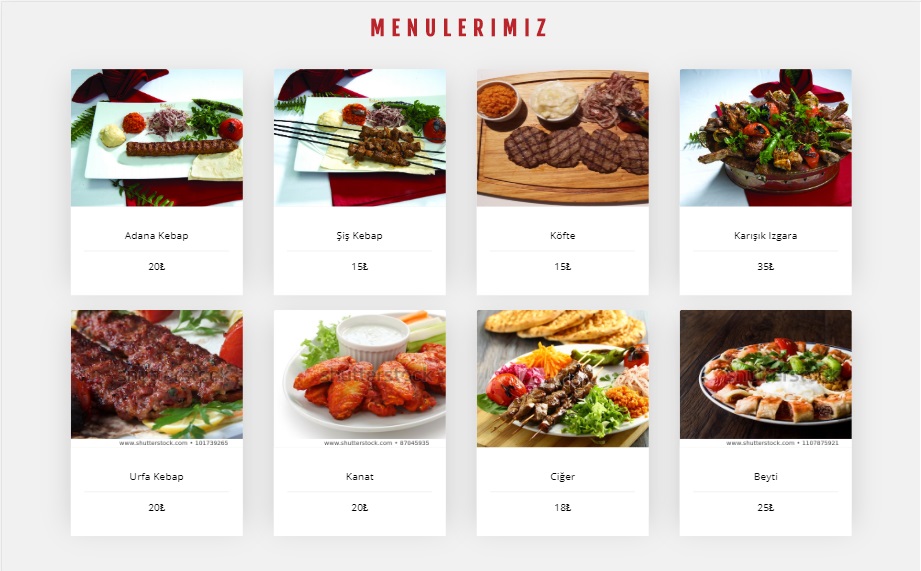 MENULERIMIZ
Adana Kebap
Şiş Kebap
Köfte
Karışık Izgara
20₺
15₺
15₺
35₺
www.shutterstock.com • 101739265
www.shutterstock.com • 87045935
www.shutterstock.com • 1107875921
Urfa Kebap
Kanat
Ciğer
Beyti
20₺
20₺
18₺
25₺